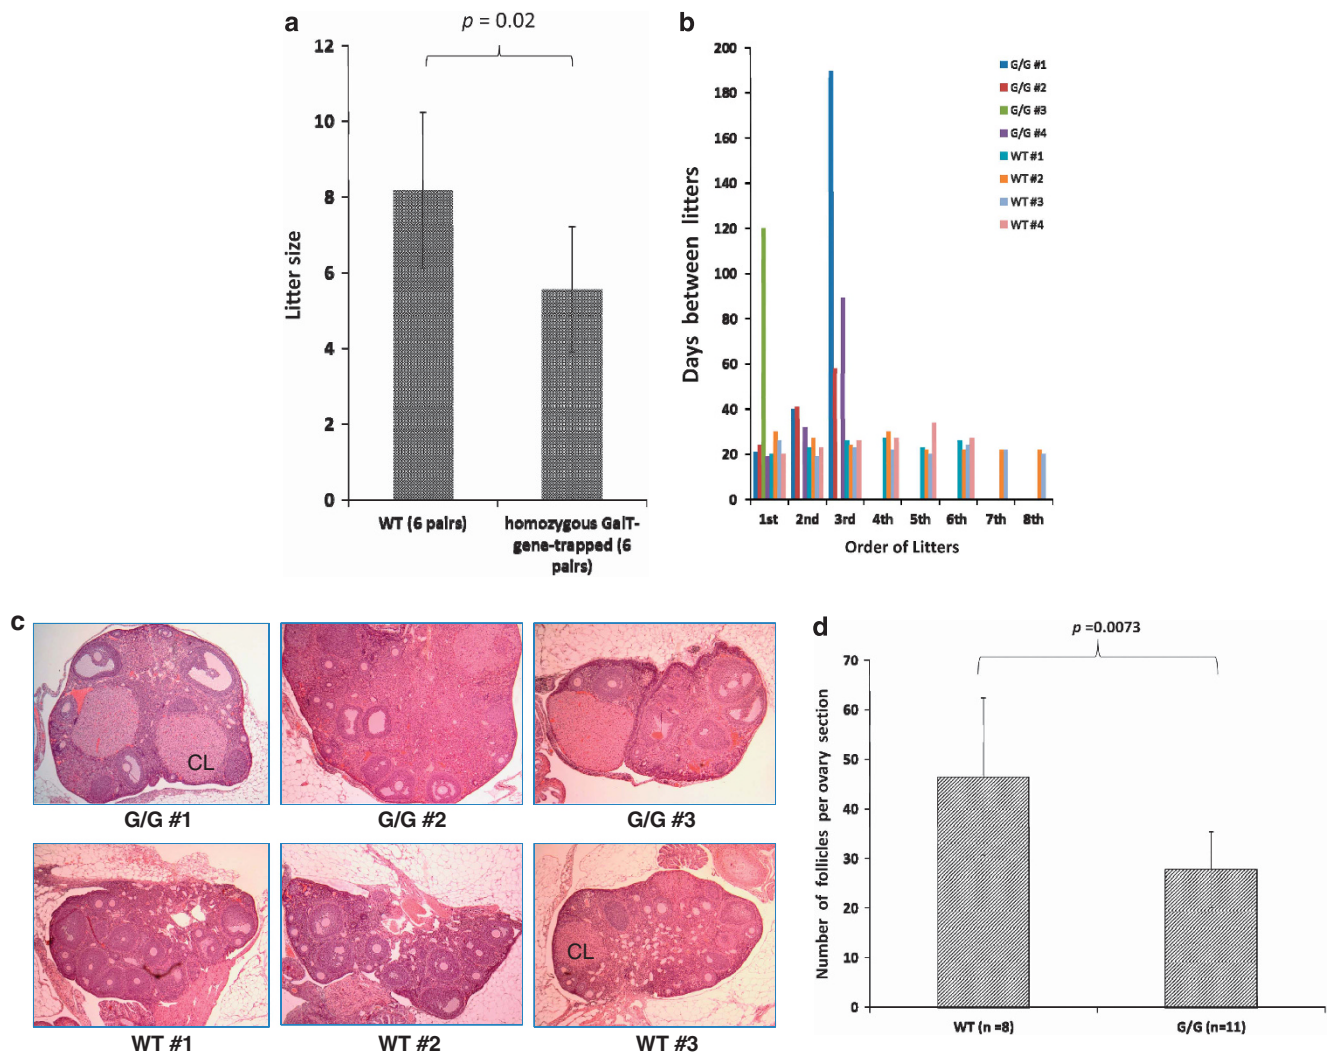 a
p = 0.02
12
10
8
6
4
2
0
Litter size
WT (6 pairs)
homozygous GalT-
gene-trapped (6
pairs)
b
200
180
160
140
120
100
80
60
40
20
0
Days between litters
1st 2nd 3rd 4th 5th 6th 7th 8th
Order of Litters
G/G #1
G/G #2
G/G #3
G/G #4
WT #1
WT #2
WT #3
WT #4
c
CL
G/G #1
G/G #2
G/G #3
CL
WT #1
WT #2
WT #3
d
p =0.0073
70
60
50
40
30
20
10
0
Number of follicles per ovary section
WT (n =8)
G/G (n=11)